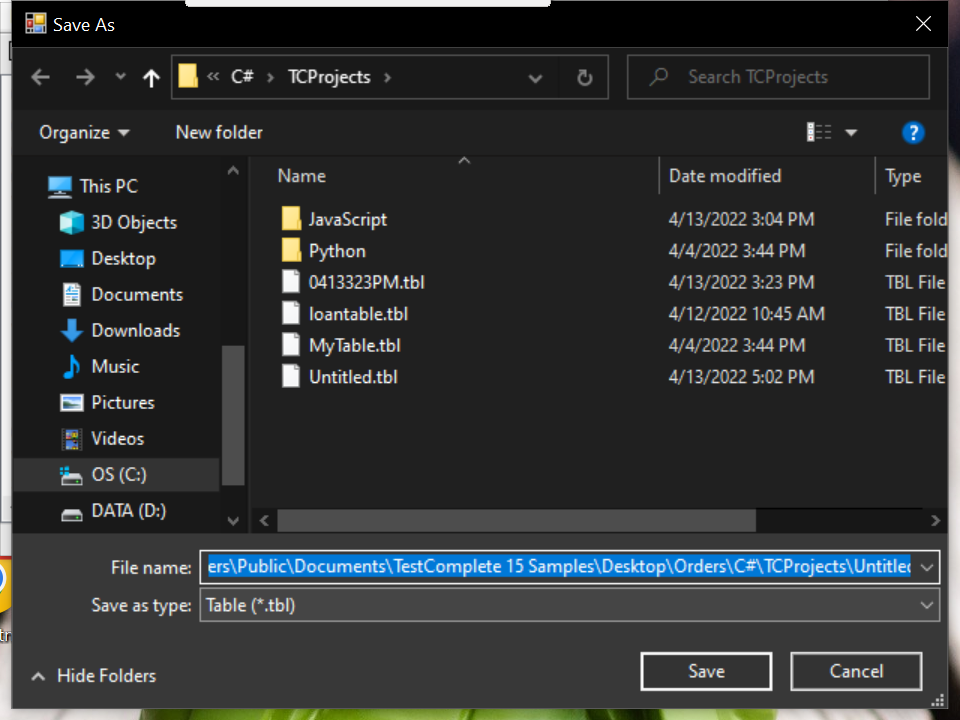 Save As
« C# › TCProjects ›
Search TCProjects
Organize
New folder
Name
Date modified
Type
This PC
3D Objects
Desktop
Documents
Downloads
Music
Pictures
Videos
OS (C:)
DATA (D:)
JavaScript 4/13/2022 3:04 PM File fold
Python 4/4/2022 3:44 PM File fold
0413323PM.tbl 4/13/2022 3:23 PM TBL File
loantable.tbl 4/12/2022 10:45 AM TBL File
MyTable.tbl 4/4/2022 3:44 PM TBL File
Untitled.tbl 4/13/2022 5:02 PM TBL File
File name: ers\Public\Documents\TestComplete 15 Samples\Desktop\Orders\C#\TCProjects\Untitled
Save as type: Table (*.tbl)
Hide Folders
Save
Cancel